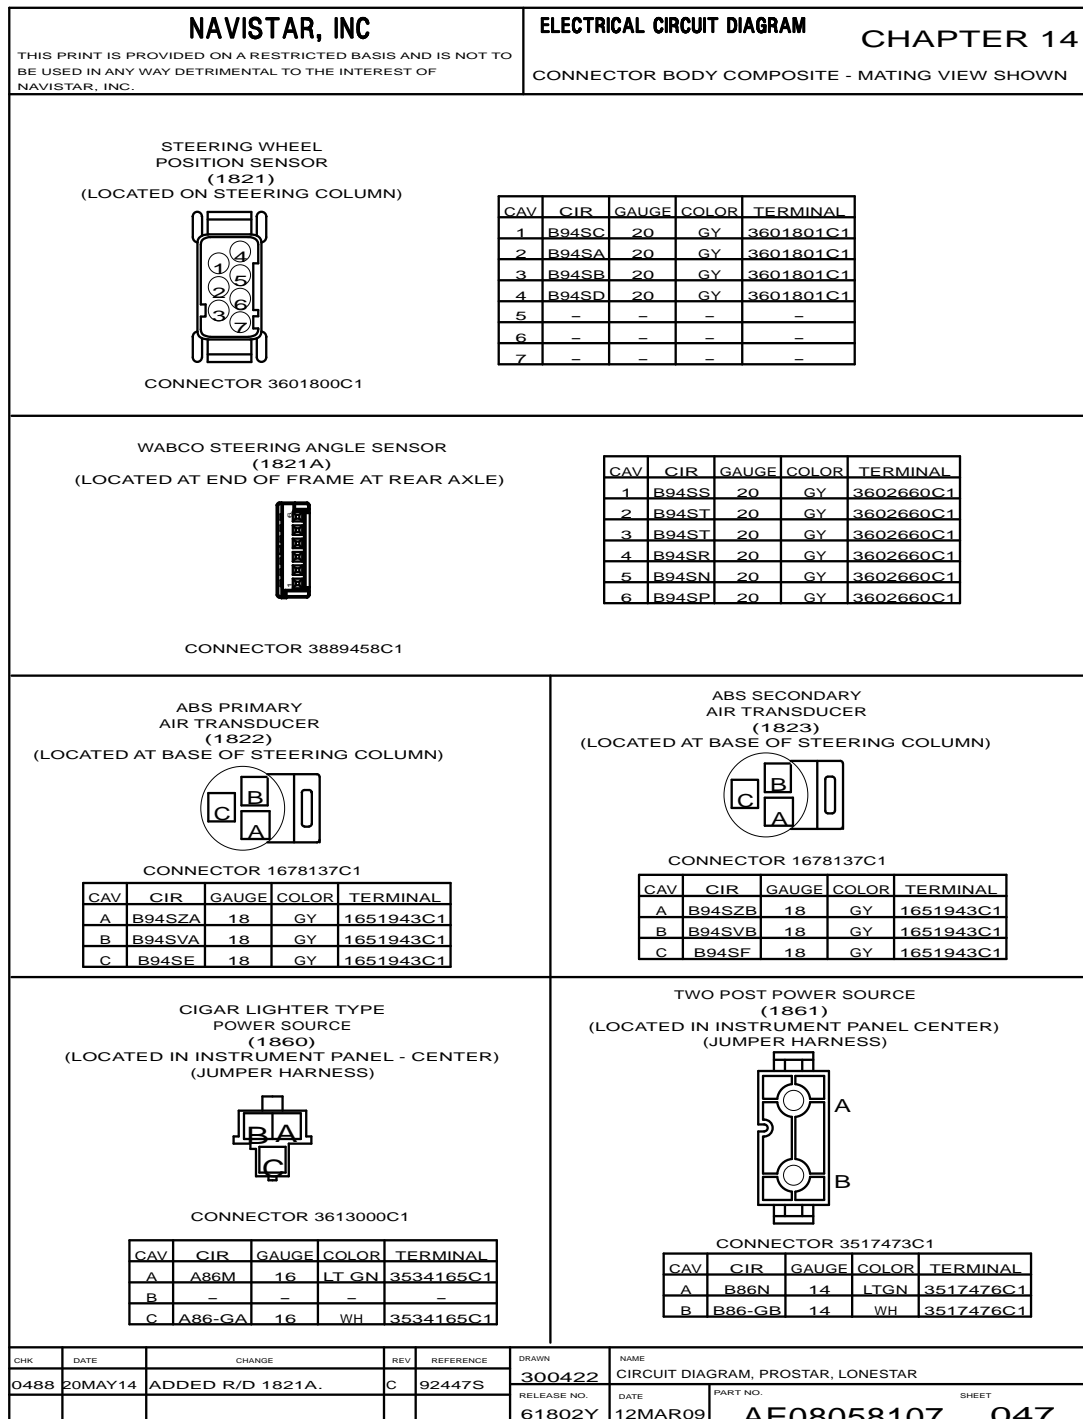 NAVISTAR, INC
THIS PRINT IS PROVIDED ON A RESTRICTED BASIS AND IS NOT TO
BE USED IN ANY WAY DETRIMENTAL TO THE INTEREST OF
NAVISTAR, INC.
ELECTRICAL CIRCUIT DIAGRAM
CHAPTER 14
CONNECTOR BODY COMPOSITE - MATING VIEW SHOWN
STEERING WHEEL
POSITION SENSOR
(1821)
(LOCATED ON STEERING COLUMN)
4
1
5
2
6
3
7
CONNECTOR 3601800C1
CAV CIR GAUGE COLOR TERMINAL
1 B94SC 20 GY 3601801C1
2 B94SA 20 GY 3601801C1
3 B94SB 20 GY 3601801C1
4 B94SD 20 GY 3601801C1
5 – – – –
6 – – – –
7 – – – –
WABCO STEERING ANGLE SENSOR
(1821A)
(LOCATED AT END OF FRAME AT REAR AXLE)
6
1
CONNECTOR 3889458C1
CAV CIR GAUGE COLOR TERMINAL
1 B94SS 20 GY 3602660C1
2 B94ST 20 GY 3602660C1
3 B94ST 20 GY 3602660C1
4 B94SR 20 GY 3602660C1
5 B94SN 20 GY 3602660C1
6 B94SP 20 GY 3602660C1
ABS PRIMARY
AIR TRANSDUCER
(1822)
(LOCATED AT BASE OF STEERING COLUMN)
B
C
A
CONNECTOR 1678137C1
CAV CIR GAUGE COLOR TERMINAL
A B94SZA 18 GY 1651943C1
B B94SVA 18 GY 1651943C1
C B94SE 18 GY 1651943C1
ABS SECONDARY
AIR TRANSDUCER
(1823)
(LOCATED AT BASE OF STEERING COLUMN)
B
C
A
CONNECTOR 1678137C1
CAV CIR GAUGE COLOR TERMINAL
A B94SZB 18 GY 1651943C1
B B94SVB 18 GY 1651943C1
C B94SF 18 GY 1651943C1
CIGAR LIGHTER TYPE
POWER SOURCE
(1860)
(LOCATED IN INSTRUMENT PANEL - CENTER)
(JUMPER HARNESS)
B A
C
CONNECTOR 3613000C1
CAV CIR GAUGE COLOR TERMINAL
A A86M 16 LT GN 3534165C1
B – – – –
C A86-GA 16 WH 3534165C1
TWO POST POWER SOURCE
(1861)
(LOCATED IN INSTRUMENT PANEL CENTER)
(JUMPER HARNESS)
A
B
CONNECTOR 3517473C1
CAV CIR GAUGE COLOR TERMINAL
A B86N 14 LTGN 3517476C1
B B86-GB 14 WH 3517476C1
CHK DATE CHANGE REV REFERENCE
0488 20MAY14 ADDED R/D 1821A. C 92447S
DRAWN
300422
NAME
CIRCUIT DIAGRAM, PROSTAR, LONESTAR
RELEASE NO.
61802Y
DATE
12MAR09
PART NO.
AE08058107
SHEET
047